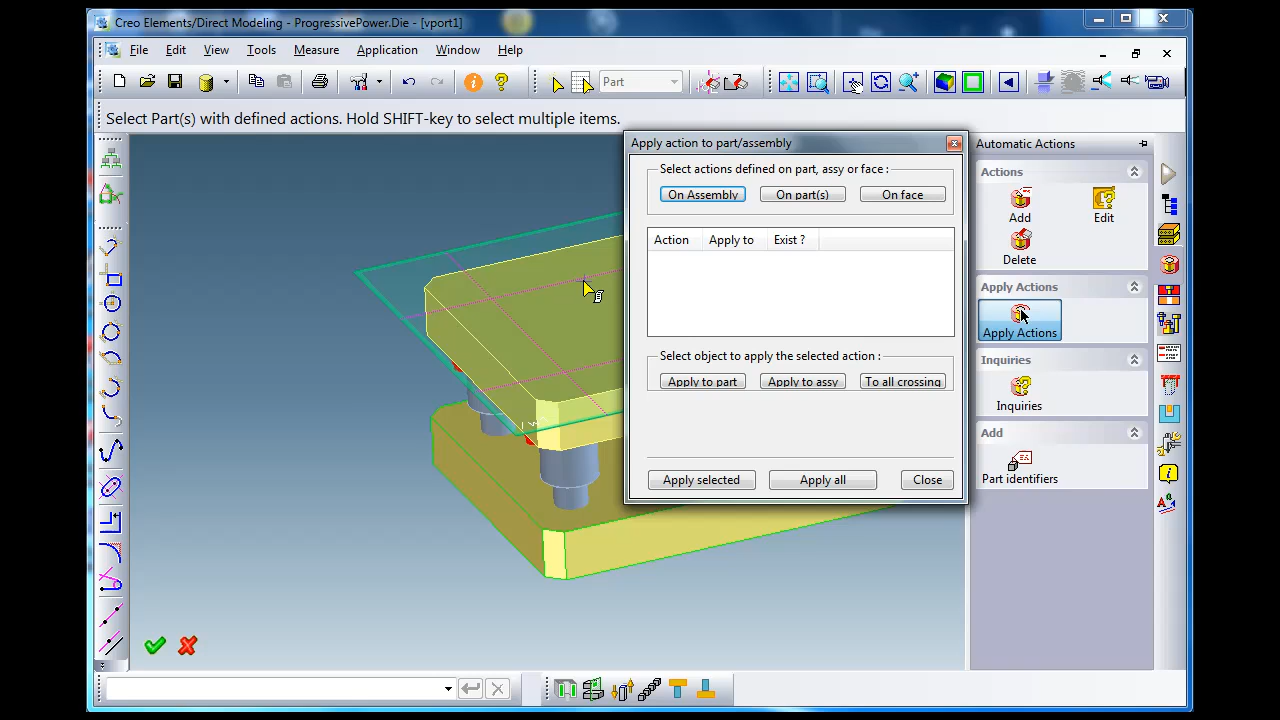 Creo Elements/Direct Modeling - ProgressivePower.Die - [vport1]
File Edit View Tools Measure Application Window Help
Part
Select Part(s) with defined actions. Hold SHIFT-key to select multiple items.
Apply action to part/assembly
Select actions defined on part, assy or face :
On Assembly On part(s) On face
Action Apply to Exist ?
Select object to apply the selected action :
Apply to part Apply to assy To all crossing
Apply selected Apply all Close
Automatic Actions
Actions
Add Edit
Delete
Apply Actions
Apply Actions
Inquiries
Inquiries
Add
Part identifiers